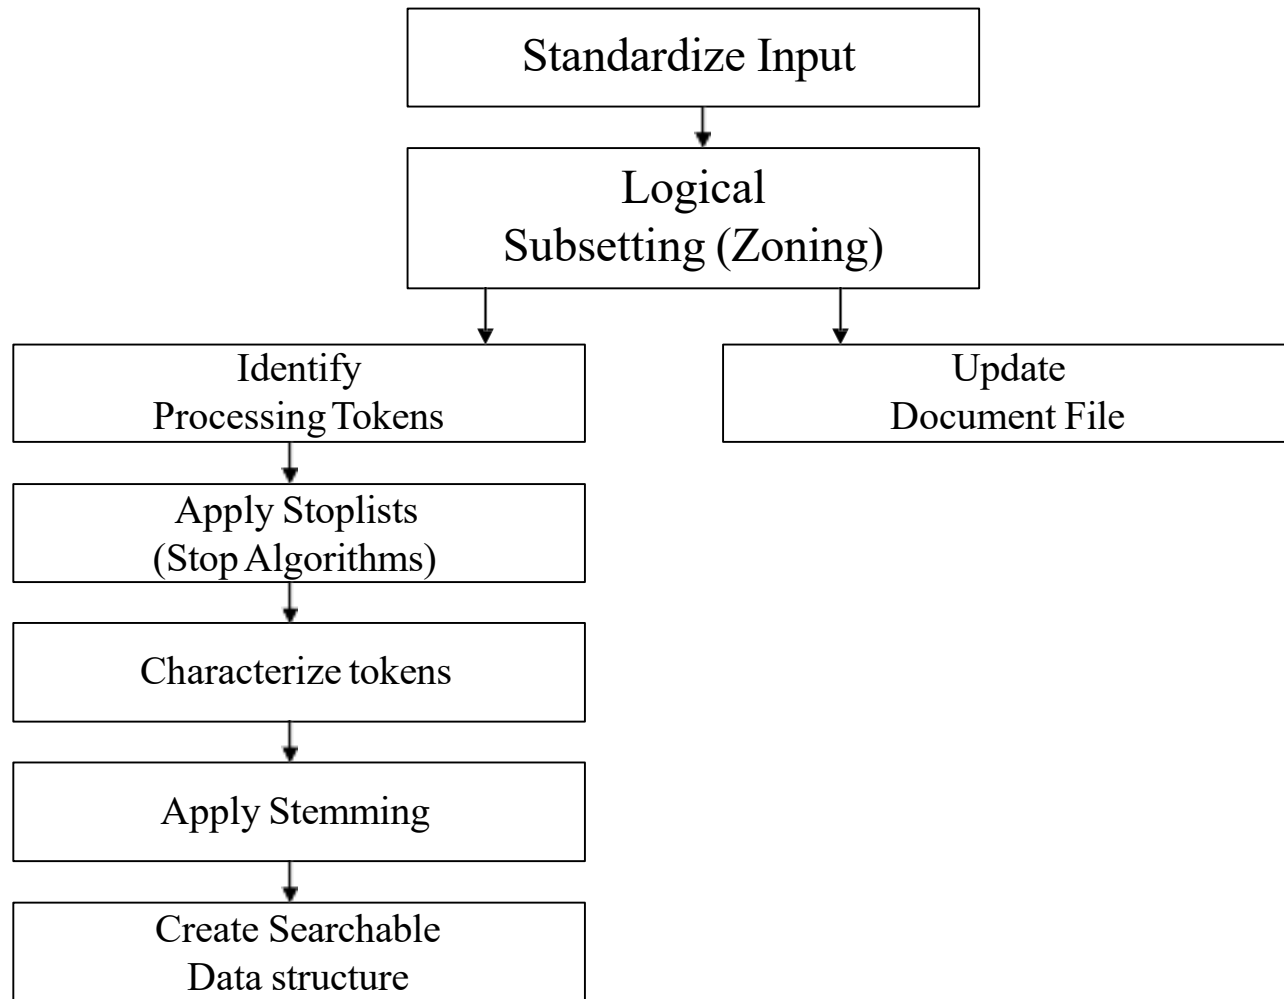 Standardize Input
Logical
Subsetting (Zoning)
Identify
Processing Tokens
Update
Document File
Apply Stoplists
(Stop Algorithms)
Characterize tokens
Apply Stemming
Create Searchable
Data structure